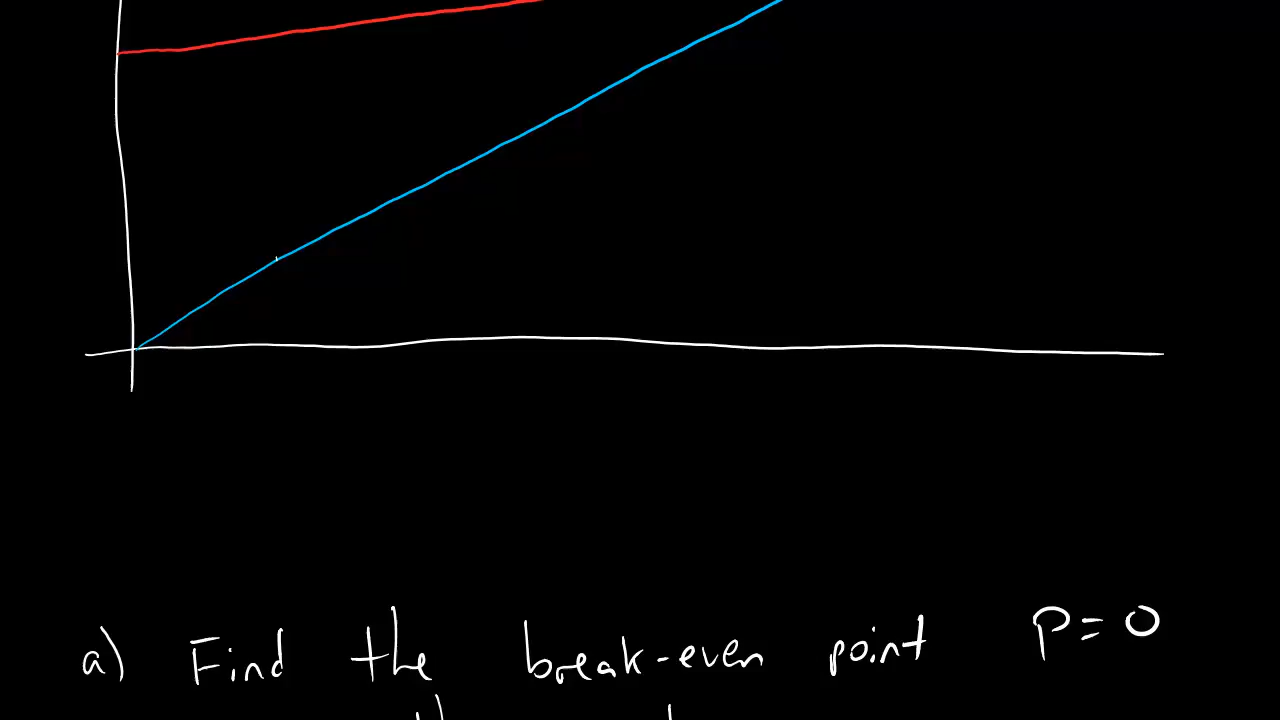 a) Find the break-even point P = 0